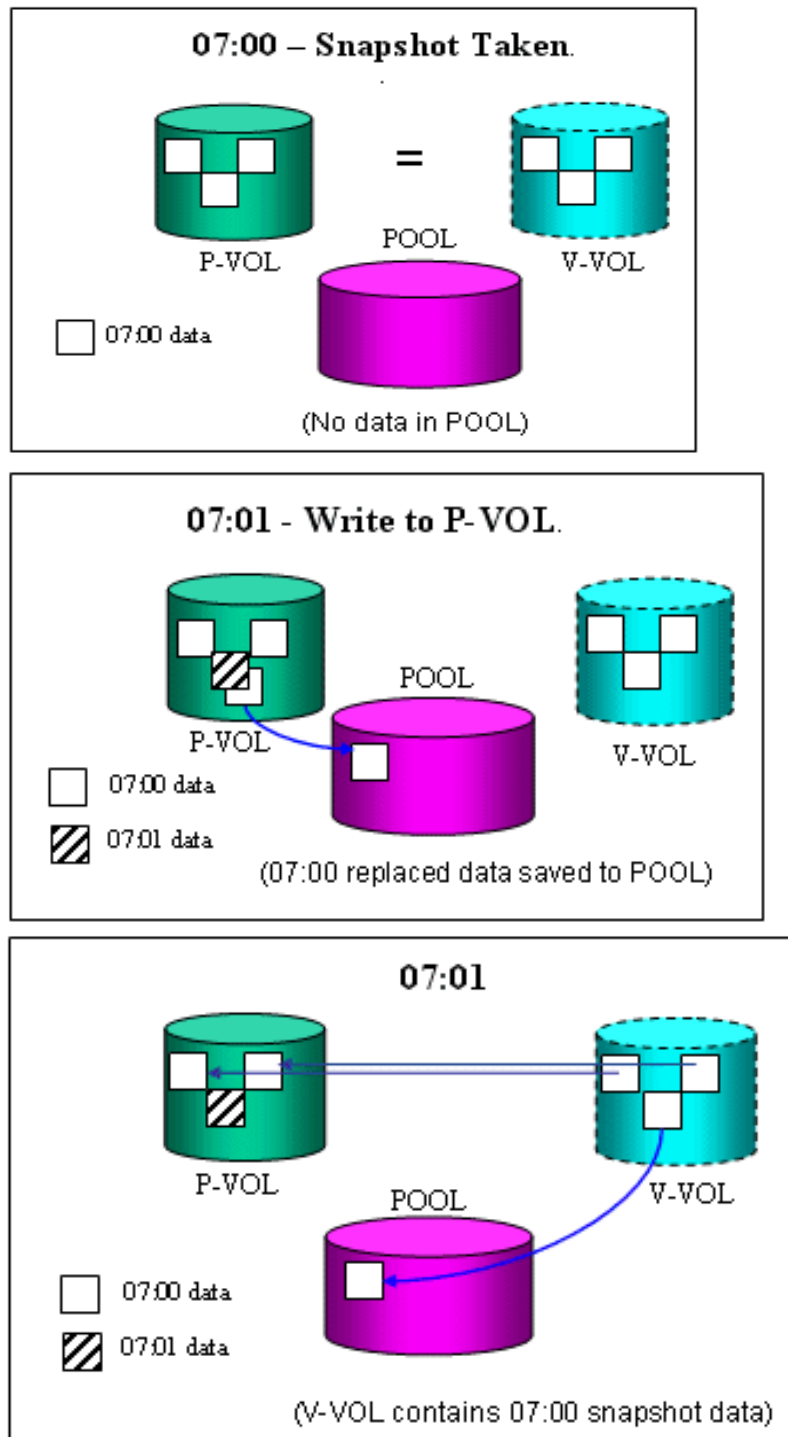 07:00 – Snapshot Taken.
=
POOL
P-VOL
V-VOL
07:00 data
(No data in POOL)
07:01 - Write to P-VOL.
POOL
P-VOL
V-VOL
07:00 data
07:01 data
(07:00 replaced data saved to POOL)
07:01
P-VOL
V-VOL
POOL
07:00 data
07:01 data
(V-VOL contains 07:00 snapshot data)